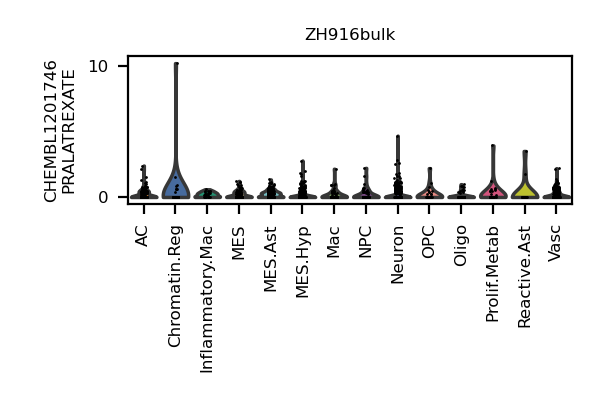 ZH916bulk
CHEMBL1201746
PRALATREXATE
10
0
AC
Chromatin.Reg
Inflammatory.Mac
MES
MES.Ast
MES.Hyp
Mac
NPC
Neuron
OPC
Oligo
Prolif.Metab
Reactive.Ast
Vasc